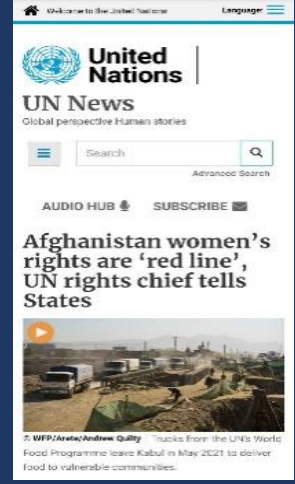 Welcome to the United Nations Language:
United
Nations
UN News
Global perspective Human stories
Search
Advanced Search
AUDIO HUB SUBSCRIBE
Afghanistan women's
rights are ‘red line’,
UN rights chief tells
States
© WFP/Arete/Andrew Quilty Trucks from the UN's World
Food Programme leave Kabul in May 2021 to deliver
food to vulnerable communities.